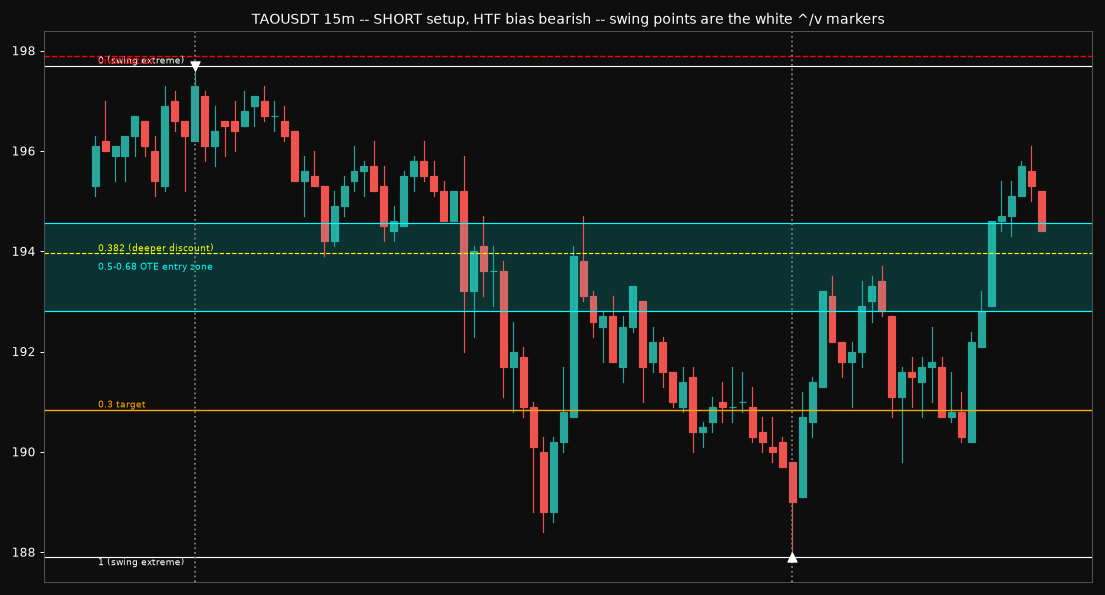 TAOUSDT 15m -- SHORT setup, HTF bias bearish -- swing points are the white ^/v markers
198
0 (swing extreme)
196
194
0.382 (deeper discount)
0.5-0.68 OTE entry zone
192
0.3 target
190
188
1 (swing extreme)